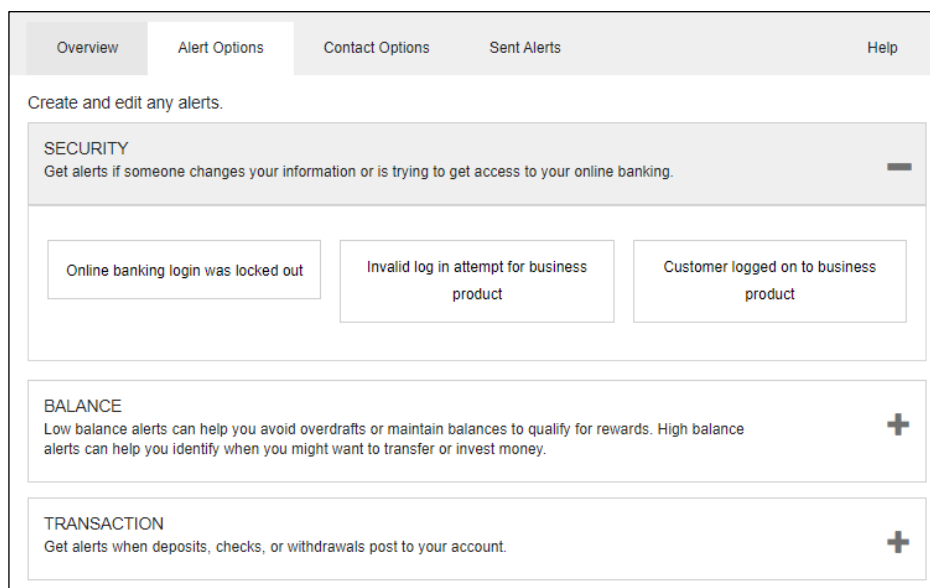 Overview Alert Options Contact Options Sent Alerts Help
Create and edit any alerts.
SECURITY
Get alerts if someone changes your information or is trying to get access to your online banking.
Online banking login was locked out
Invalid log in attempt for business
product
Customer logged on to business
product
BALANCE
Low balance alerts can help you avoid overdrafts or maintain balances to qualify for rewards. High balance
alerts can help you identify when you might want to transfer or invest money.
TRANSACTION
Get alerts when deposits, checks, or withdrawals post to your account.